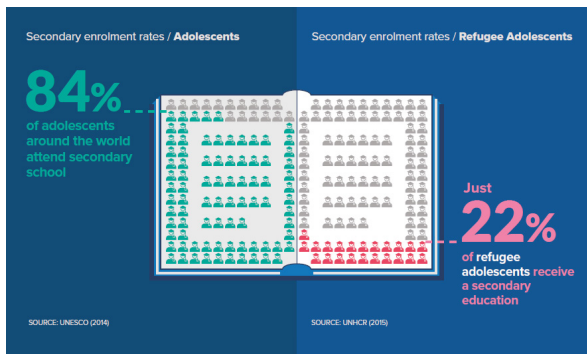 Secondary enrolment rates / Adolescents
84%
of adolescents
around the world
attend secondary
school
SOURCE: UNESCO (2014)
Secondary enrolment rates / Refugee Adolescents
Just
22%
of refugee
adolescents receive
a secondary
education
SOURCE: UNHCR (2015)